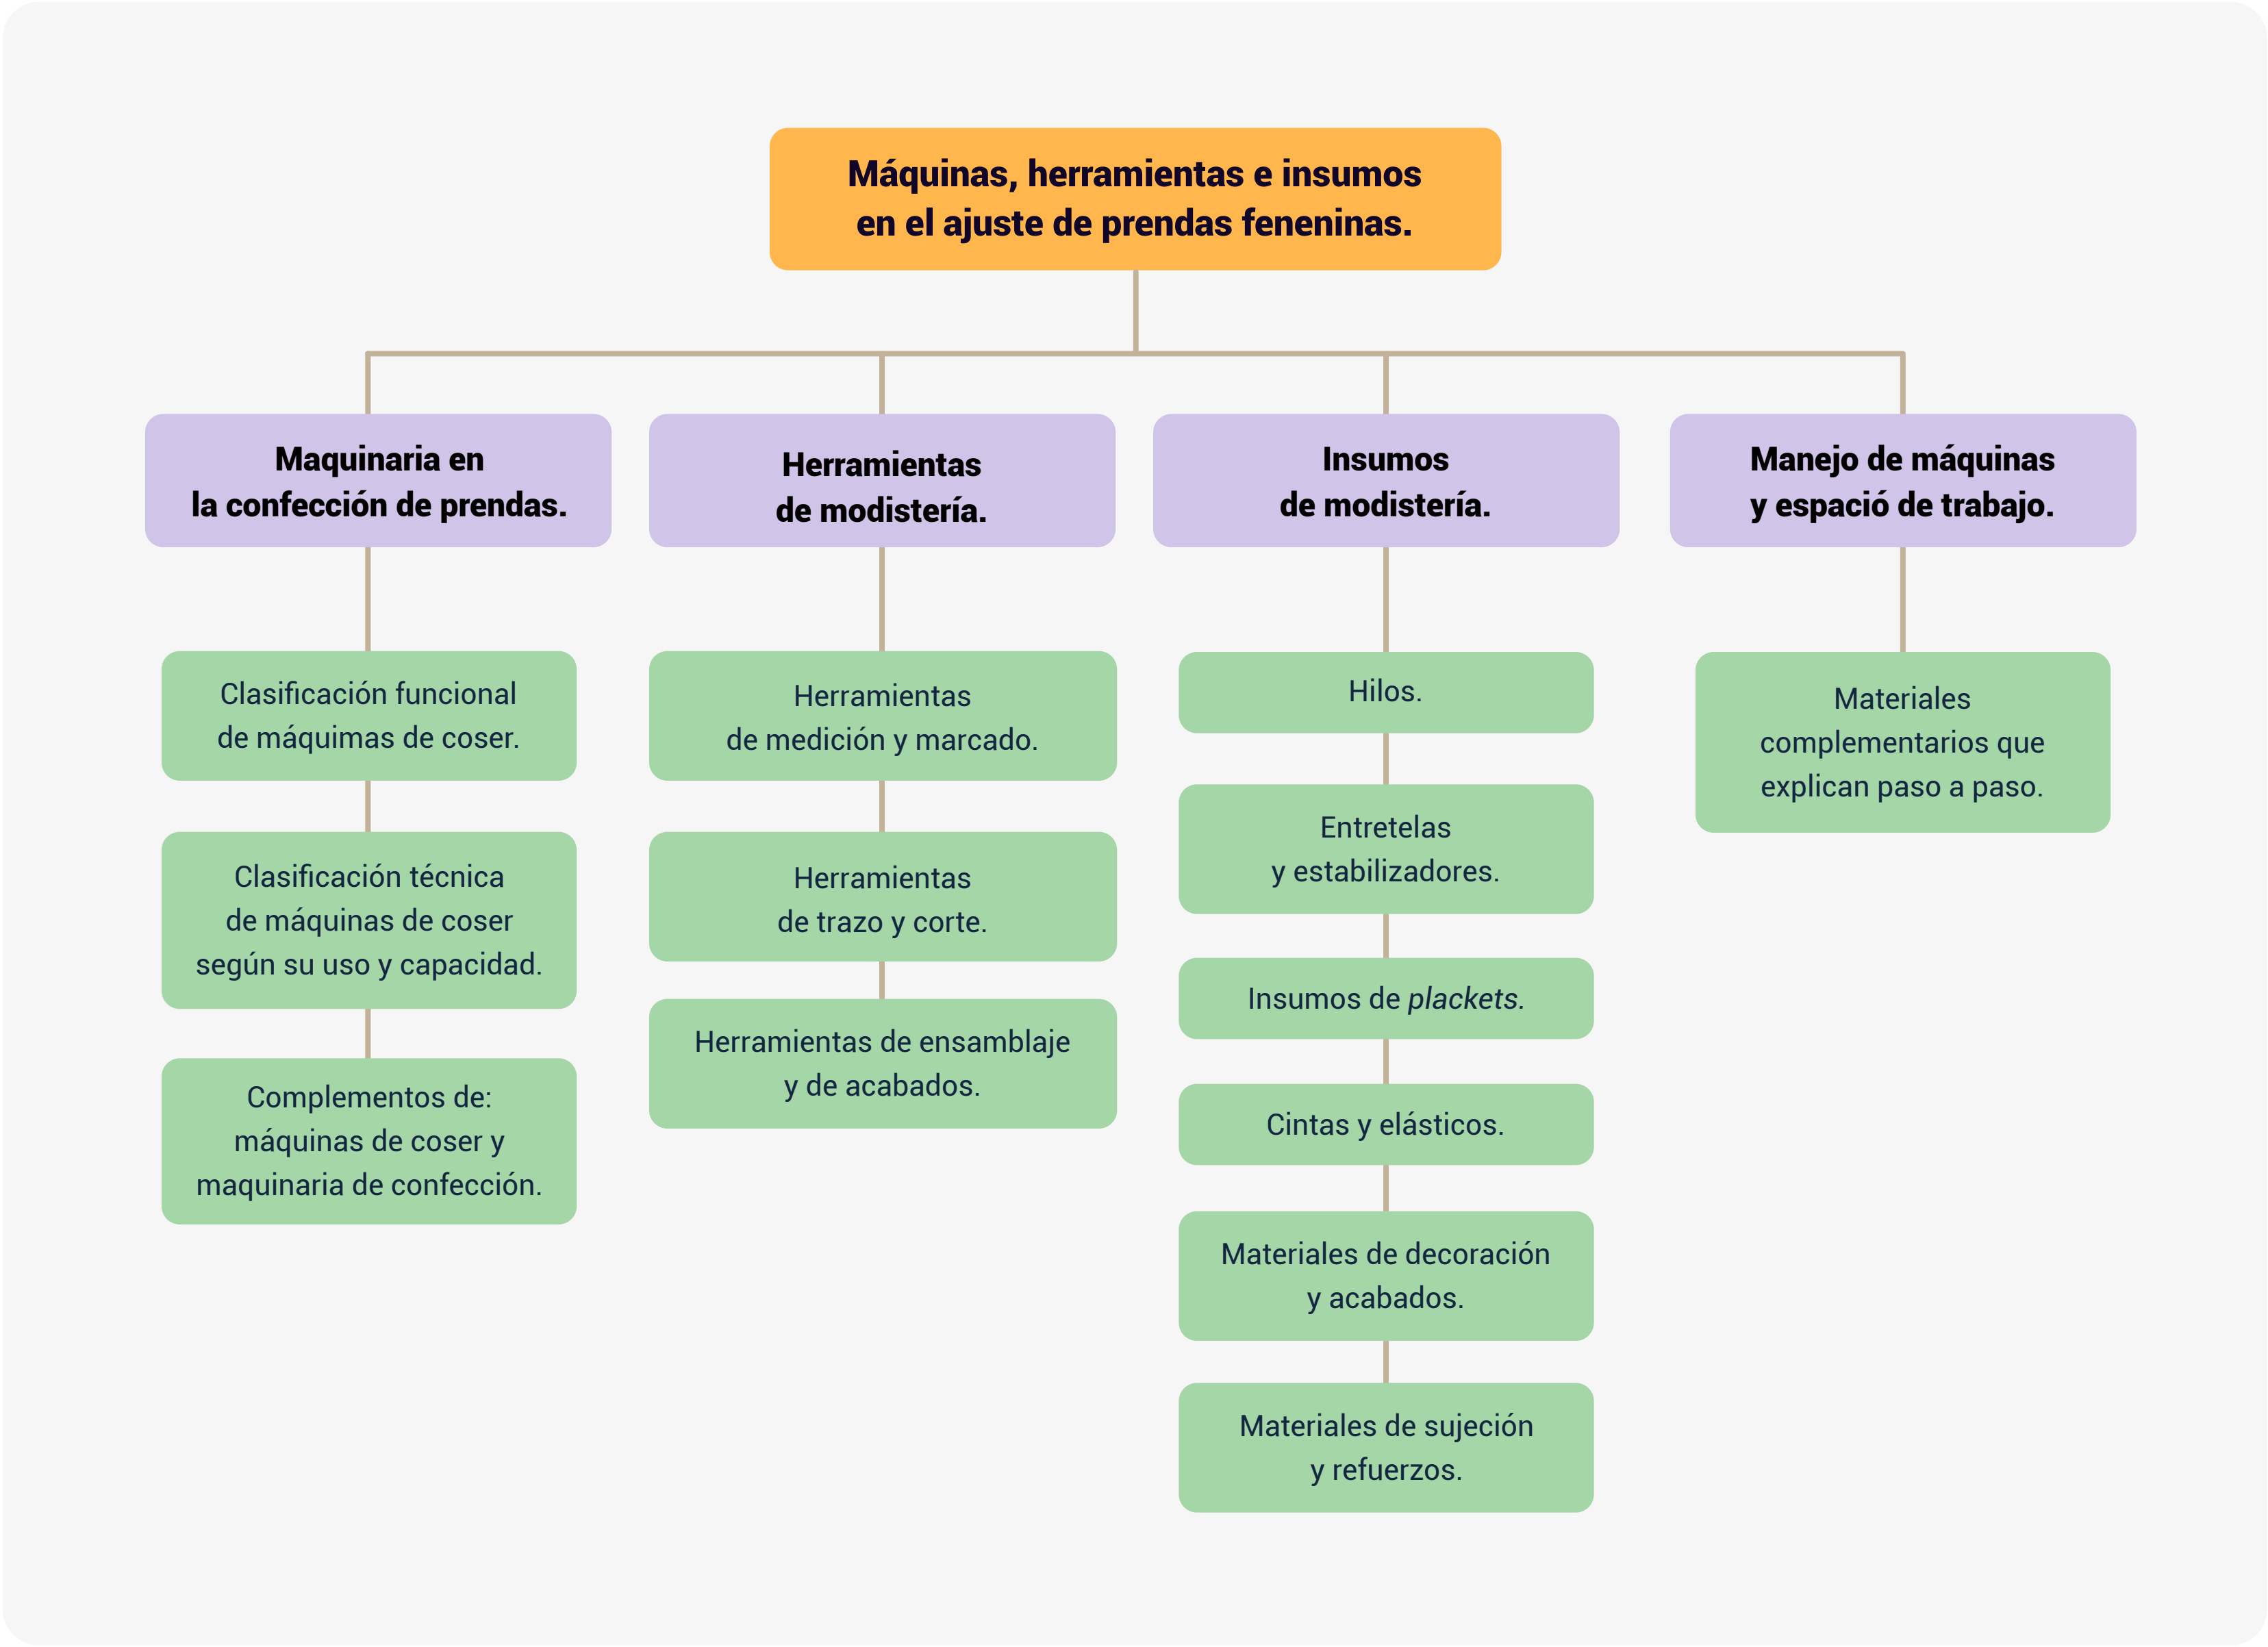 Máquinas, herramientas e insumos
en el ajuste de prendas feneninas.
Maquinaria en
la confección de prendas.
Clasificación funcional
de máquimas de coser.
Clasificación técnica
de máquinas de coser
según su uso y capacidad.
Complementos de:
máquinas de coser y
maquinaria de confección.
Herramientas
de modistería.
Herramientas
de medición y marcado.
Herramientas
de trazo y corte.
Herramientas de ensamblaje
y de acabados.
Insumos
de modistería.
Hilos.
Entretelas
y estabilizadores.
Insumos de plackets.
Cintas y elásticos.
Materiales de decoración
y acabados.
Materiales de sujeción
y refuerzos.
Manejo de máquinas
y espació de trabajo.
Materiales
complementarios que
explican paso a paso.